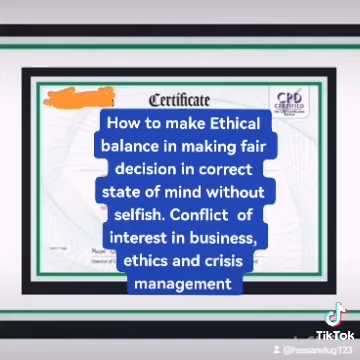 Certificate
CPD
CERTIFIED
How to make Ethical
balance in making fair
decision in correct
state of mind without
selfish. Conflict of
interest in business,
ethics and crisis
management
TikTok
@hassanvlug123